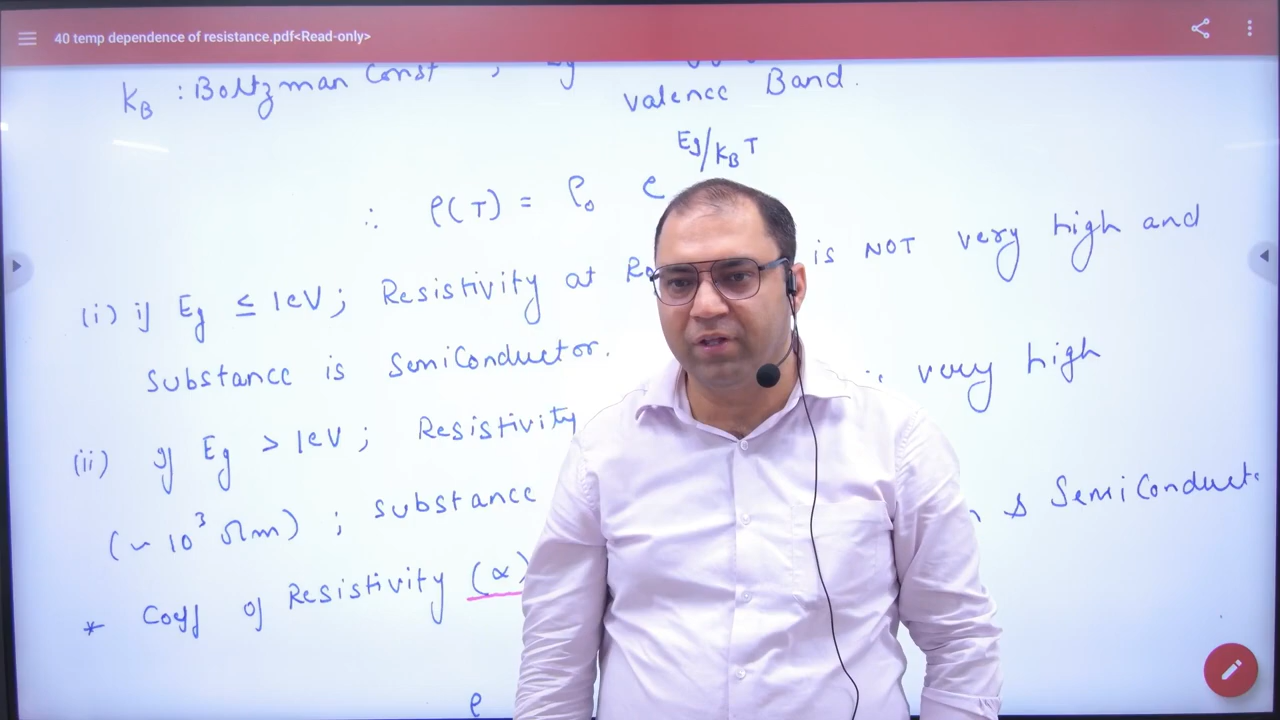 40 temp dependence of resistance.pdf<Read-only>
K_B : Boltzman Const ,
valence Band.
∴ ρ(T) = ρ₀ e^{Eg/K_B T}
(i) if Eg ≤ 1eV ; Resistivity at is NOT very high and
Substance is SemiConductor.
(ii) if Eg > 1eV ; Resistivity very high
(~ 10³ Ωm) ; substance
* Coeff of Resistivity (α) & SemiConduct
ρ